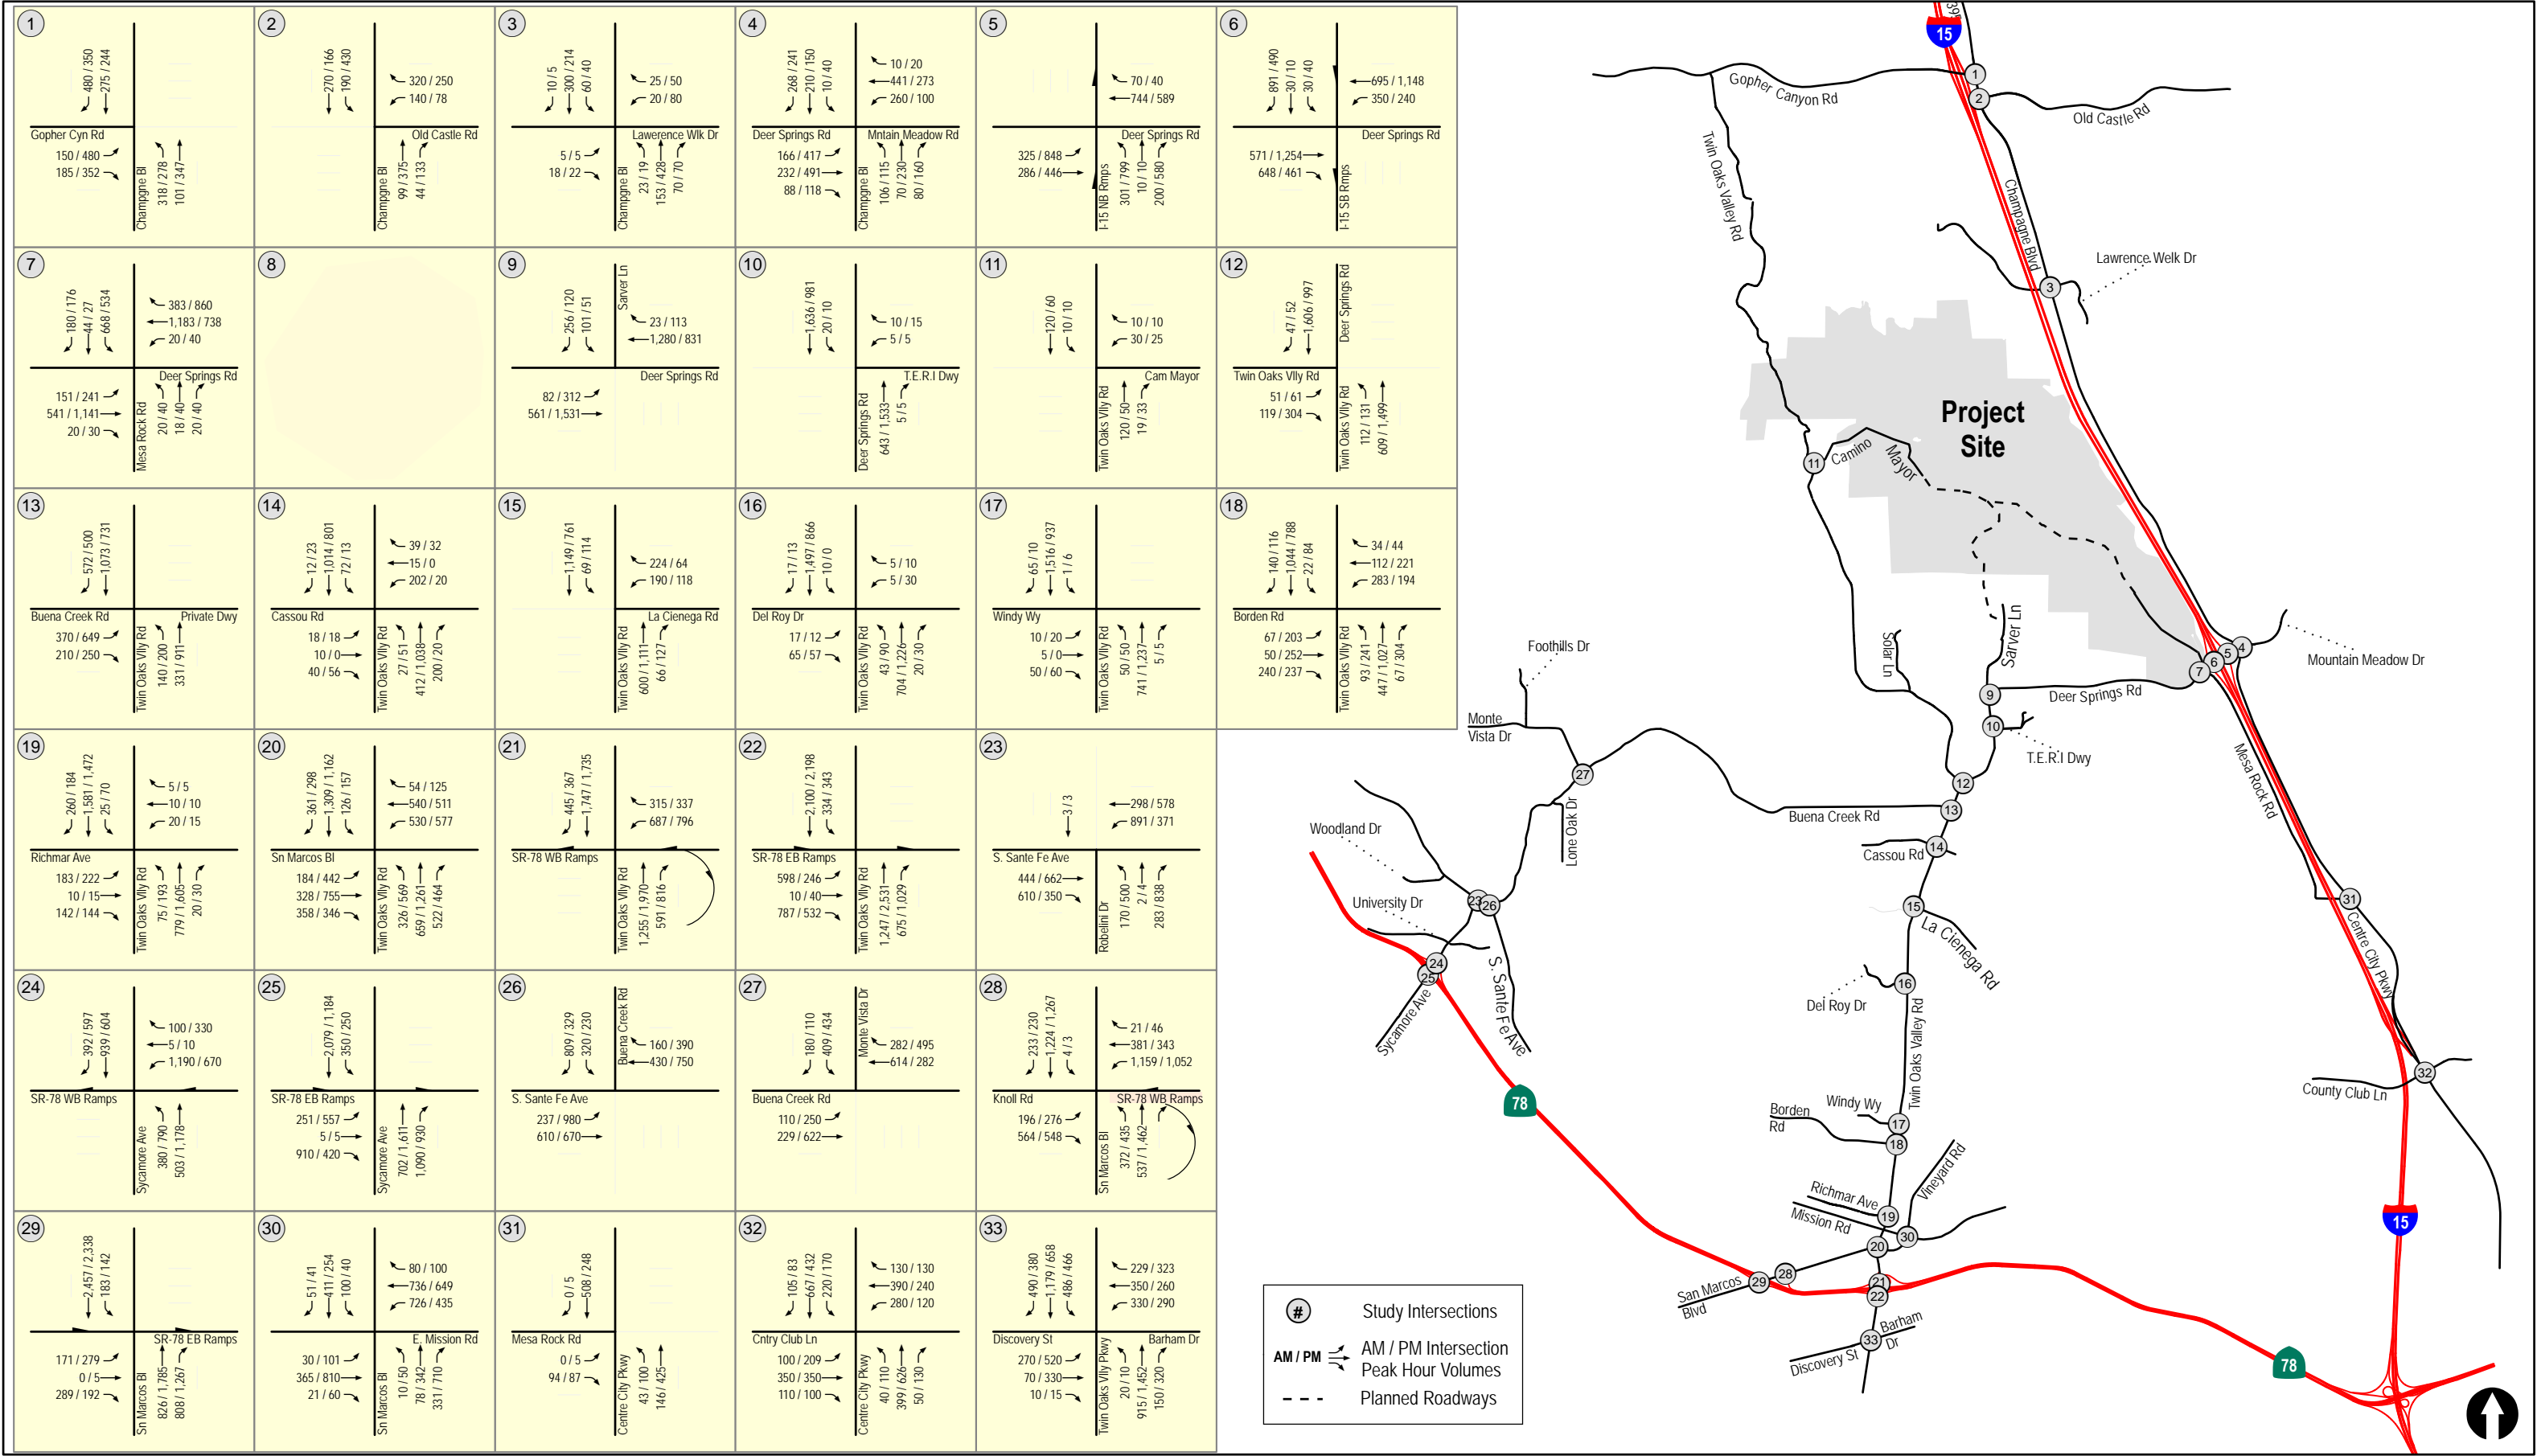 1
480 / 350
275 / 244
Gopher Cyn Rd
150 / 480
185 / 352
Champgne Bl
318 / 278
101 / 347
2
270 / 166
190 / 430
320 / 250
140 / 78
Old Castle Rd
Champgne Bl
99 / 375
44 / 133
3
10 / 5
300 / 214
60 / 40
25 / 50
20 / 80
Lawerence Wlk Dr
5 / 5
18 / 22
Champgne Bl
23 / 19
153 / 428
70 / 70
4
268 / 241
210 / 150
10 / 40
10 / 20
441 / 273
260 / 100
Deer Springs Rd
Mntain Meadow Rd
166 / 417
232 / 491
88 / 118
Champgne Bl
106 / 115
70 / 230
80 / 160
5
70 / 40
744 / 589
Deer Springs Rd
325 / 848
286 / 446
I-15 NB Rmps
301 / 799
10 / 10
200 / 580
6
891 / 490
30 / 10
30 / 40
695 / 1,148
350 / 240
Deer Springs Rd
571 / 1,254
648 / 461
I-15 SB Rmps
7
180 / 176
44 / 27
668 / 534
383 / 860
1,183 / 738
20 / 40
Deer Springs Rd
151 / 241
541 / 1,141
20 / 30
Mesa Rock Rd
20 / 40
18 / 40
20 / 40
8
9
256 / 120
101 / 51
Sarver Ln
23 / 113
1,280 / 831
Deer Springs Rd
82 / 312
561 / 1,531
10
1,636 / 981
20 / 10
10 / 15
5 / 5
T.E.R.I Dwy
Deer Springs Rd
643 / 1,533
5 / 5
11
120 / 60
10 / 10
10 / 10
30 / 25
Cam Mayor
Twin Oaks Vlly Rd
120 / 50
19 / 33
12
47 / 52
1,606 / 997
Deer Springs Rd
Twin Oaks Vlly Rd
51 / 61
119 / 304
Twin Oaks Vlly Rd
112 / 131
609 / 1,499
13
572 / 500
1,073 / 731
Buena Creek Rd
Private Dwy
370 / 649
210 / 250
Twin Oaks Vlly Rd
140 / 200
331 / 911
14
12 / 23
1,014 / 801
72 / 13
39 / 32
15 / 0
202 / 20
Cassou Rd
18 / 18
10 / 0
40 / 56
Twin Oaks Vlly Rd
27 / 51
412 / 1,038
200 / 20
15
1,149 / 761
69 / 114
224 / 64
190 / 118
La Cienega Rd
Twin Oaks Vlly Rd
600 / 1,111
66 / 127
16
17 / 13
1,497 / 866
10 / 0
5 / 10
5 / 30
Del Roy Dr
17 / 12
65 / 57
Twin Oaks Vlly Rd
43 / 90
704 / 1,226
20 / 30
17
65 / 10
1,516 / 937
1 / 6
Windy Wy
10 / 20
5 / 0
50 / 60
Twin Oaks Vlly Rd
50 / 50
741 / 1,237
5 / 5
18
140 / 116
1,044 / 788
22 / 84
34 / 44
112 / 221
283 / 194
Borden Rd
67 / 203
50 / 252
240 / 237
Twin Oaks Vlly Rd
93 / 241
447 / 1,027
67 / 304
19
260 / 184
1,581 / 1,472
25 / 70
5 / 5
10 / 10
20 / 15
Richmar Ave
183 / 222
10 / 15
142 / 144
Twin Oaks Vlly Rd
75 / 193
779 / 1,605
20 / 30
20
361 / 298
1,309 / 1,162
126 / 157
54 / 125
540 / 511
530 / 577
Sn Marcos Bl
184 / 442
328 / 755
358 / 346
Twin Oaks Vlly Rd
326 / 569
659 / 1,261
522 / 464
21
445 / 367
1,747 / 1,735
315 / 337
687 / 796
SR-78 WB Ramps
Twin Oaks Vlly Rd
1,255 / 1,970
591 / 816
22
2,100 / 2,198
334 / 343
SR-78 EB Ramps
598 / 246
10 / 40
787 / 532
Twin Oaks Vlly Rd
1,247 / 2,531
675 / 1,029
23
3 / 3
298 / 578
891 / 371
S. Sante Fe Ave
444 / 662
610 / 350
Robelini Dr
170 / 500
2 / 4
283 / 838
24
392 / 597
939 / 604
100 / 330
5 / 10
1,190 / 670
SR-78 WB Ramps
Sycamore Ave
380 / 790
503 / 1,178
25
2,079 / 1,184
350 / 250
SR-78 EB Ramps
251 / 557
5 / 5
910 / 420
Sycamore Ave
702 / 1,611
1,090 / 930
26
809 / 329
320 / 230
Buena Creek Rd
160 / 390
430 / 750
S. Sante Fe Ave
237 / 980
610 / 670
27
180 / 110
409 / 434
Monte Vista Dr
282 / 495
614 / 282
Buena Creek Rd
110 / 250
229 / 622
28
233 / 230
1,224 / 1,267
4 / 3
21 / 46
381 / 343
1,159 / 1,052
Knoll Rd
SR-78 WB Ramps
196 / 276
564 / 548
Sn Marcos Bl
372 / 435
537 / 1,462
29
2,457 / 2,338
183 / 142
SR-78 EB Ramps
171 / 279
0 / 5
289 / 192
Sn Marcos Bl
826 / 1,785
808 / 1,267
30
51 / 41
411 / 254
100 / 40
80 / 100
736 / 649
726 / 435
E. Mission Rd
30 / 101
365 / 810
21 / 60
Sn Marcos Bl
10 / 50
78 / 342
331 / 710
31
0 / 5
508 / 248
Mesa Rock Rd
0 / 5
94 / 87
Centre City Pkwy
43 / 100
146 / 425
32
105 / 83
667 / 432
220 / 170
130 / 130
390 / 240
280 / 120
Cntry Club Ln
100 / 209
350 / 350
110 / 100
Centre City Pkwy
40 / 110
399 / 626
50 / 130
33
490 / 380
1,179 / 658
486 / 466
229 / 323
350 / 260
330 / 290
Discovery St
Barham Dr
270 / 520
70 / 330
10 / 15
Twin Oaks Vlly Pkwy
20 / 10
915 / 1,452
150 / 320
15
1
2
Gopher Canyon Rd
Old Castle Rd
Twin Oaks Valley Rd
Champagne Blvd
Lawrence Welk Dr
3
Project
Site
11
Camino
Mayor
Solar Ln
Sarver Ln
Foothills Dr
Mountain Meadow Dr
4
5
6
7
9
Deer Springs Rd
10
T.E.R.I Dwy
Monte
Vista Dr
27
12
13
Buena Creek Rd
Mesa Rock Rd
Lone Oak Dr
Woodland Dr
Cassou Rd
14
University Dr
23
26
15
La Cienega Rd
31
Centre City Pkwy
24
25
Sycamore Ave
S. Sante Fe Ave
16
Del Roy Dr
Twin Oaks Valley Rd
32
County Club Ln
78
Borden
Rd
Windy Wy
17
18
Vineyard Rd
Richmar Ave
19
Mission Rd
30
20
15
San Marcos
Blvd
29
28
21
22
Barham
Dr
33
Discovery St
78
#
Study Intersections
AM / PM
AM / PM Intersection
Peak Hour Volumes
Planned Roadways